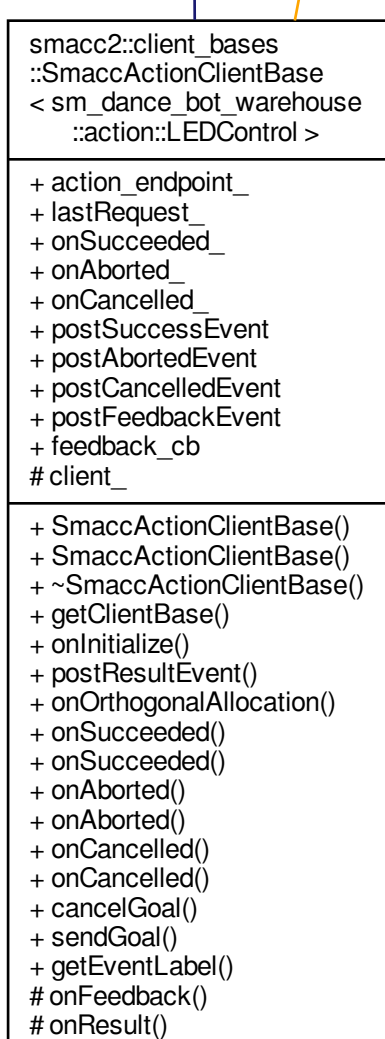 smacc2::client_bases
::SmaccActionClientBase
< sm_dance_bot_warehouse
::action::LEDControl >
+ action_endpoint_
+ lastRequest_
+ onSucceeded_
+ onAborted_
+ onCancelled_
+ postSuccessEvent
+ postAbortedEvent
+ postCancelledEvent
+ postFeedbackEvent
+ feedback_cb
# client_
+ SmaccActionClientBase()
+ SmaccActionClientBase()
+ ~SmaccActionClientBase()
+ getClientBase()
+ onInitialize()
+ postResultEvent()
+ onOrthogonalAllocation()
+ onSucceeded()
+ onSucceeded()
+ onAborted()
+ onAborted()
+ onCancelled()
+ onCancelled()
+ cancelGoal()
+ sendGoal()
+ getEventLabel()
# onFeedback()
# onResult()